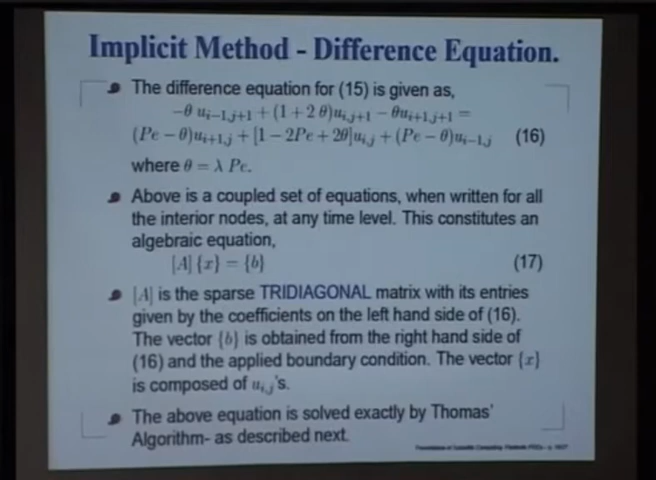 Implicit Method - Difference Equation.
The difference equation for (15) is given as,
−θ u_{i−1,j+1} + (1 + 2 θ)u_{i,j+1} − θu_{i+1,j+1} =
(Pe − θ)u_{i+1,j} + [1 − 2Pe + 2θ]u_{i,j} + (Pe − θ)u_{i−1,j} (16)
where θ = λ Pe.
Above is a coupled set of equations, when written for all
the interior nodes, at any time level. This constitutes an
algebraic equation,
[A] {x} = {b} (17)
[A] is the sparse TRIDIAGONAL matrix with its entries
given by the coefficients on the left hand side of (16).
The vector {b} is obtained from the right hand side of
(16) and the applied boundary condition. The vector {x}
is composed of u_{i,j}'s.
The above equation is solved exactly by Thomas'
Algorithm- as described next.